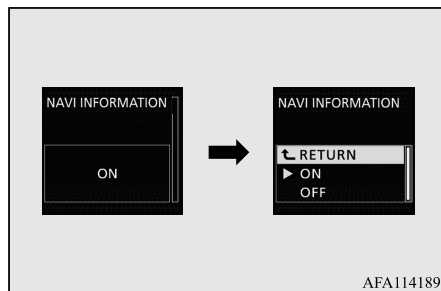 NAVI INFORMATION
ON
NAVI INFORMATION
RETURN
ON
OFF
AFA114189